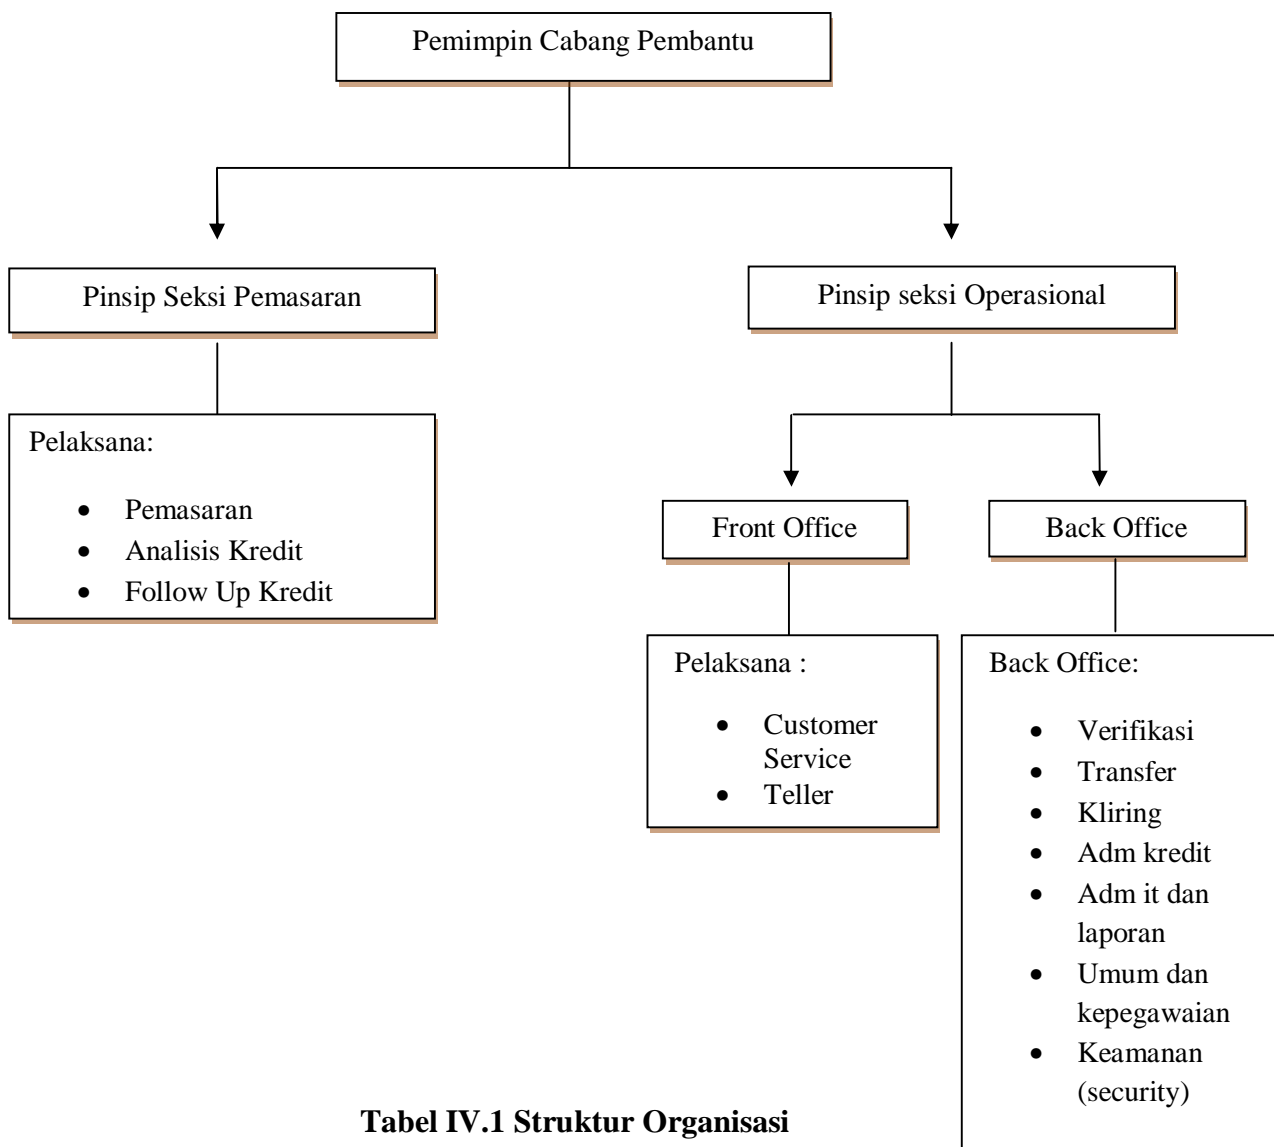 Pemimpin Cabang Pembantu
Pinsip Seksi Pemasaran
Pinsip seksi Operasional
Pelaksana:
• Pemasaran
• Analisis Kredit
• Follow Up Kredit
Front Office
Back Office
Pelaksana :
• Customer
Service
• Teller
Back Office:
• Verifikasi
• Transfer
• Kliring
• Adm kredit
• Adm it dan
laporan
• Umum dan
kepegawaian
• Keamanan
(security)
Tabel IV.1 Struktur Organisasi